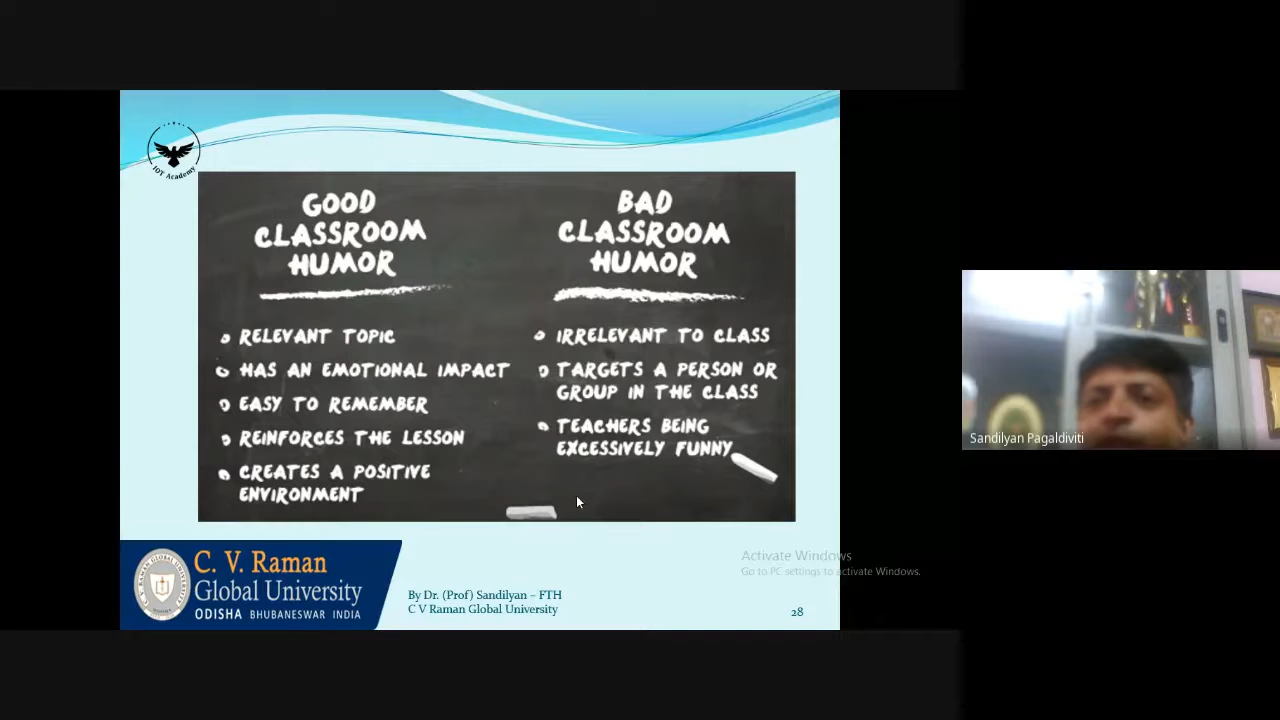 IOT Academy
GOOD
CLASSROOM
HUMOR
RELEVANT TOPIC
HAS AN EMOTIONAL IMPACT
EASY TO REMEMBER
REINFORCES THE LESSON
CREATES A POSITIVE
ENVIRONMENT
BAD
CLASSROOM
HUMOR
IRRELEVANT TO CLASS
TARGETS A PERSON OR
GROUP IN THE CLASS
TEACHERS BEING
EXCESSIVELY FUNNY
Sandilyan Pagaldiviti
C. V. Raman
Global University
ODISHA BHUBANESWAR INDIA
By Dr. (Prof) Sandilyan – FTH
C V Raman Global University
28
Activate Windows
Go to PC settings to activate Windows.